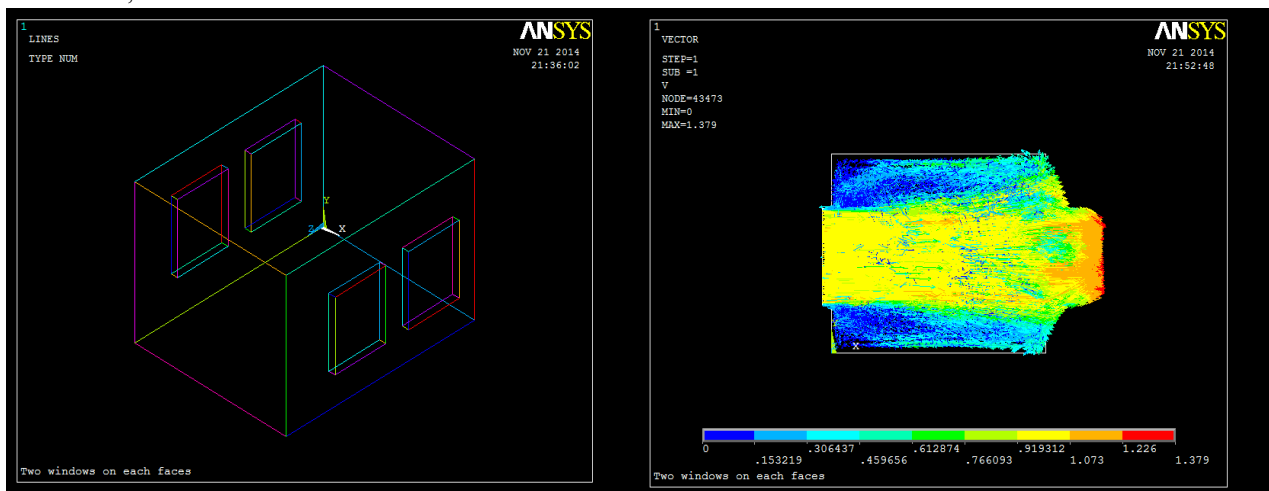 1
ANSYS
LINES
NOV 21 2014
TYPE NUM
21:36:02
Y
Z
X
Two windows on each faces
1
ANSYS
VECTOR
NOV 21 2014
STEP=1
21:52:48
SUB =1
V
NODE=43473
MIN=0
MAX=1.379
X
0 .306437 .612874 .919312 1.226
.153219 .459656 .766093 1.073 1.379
Two windows on each faces